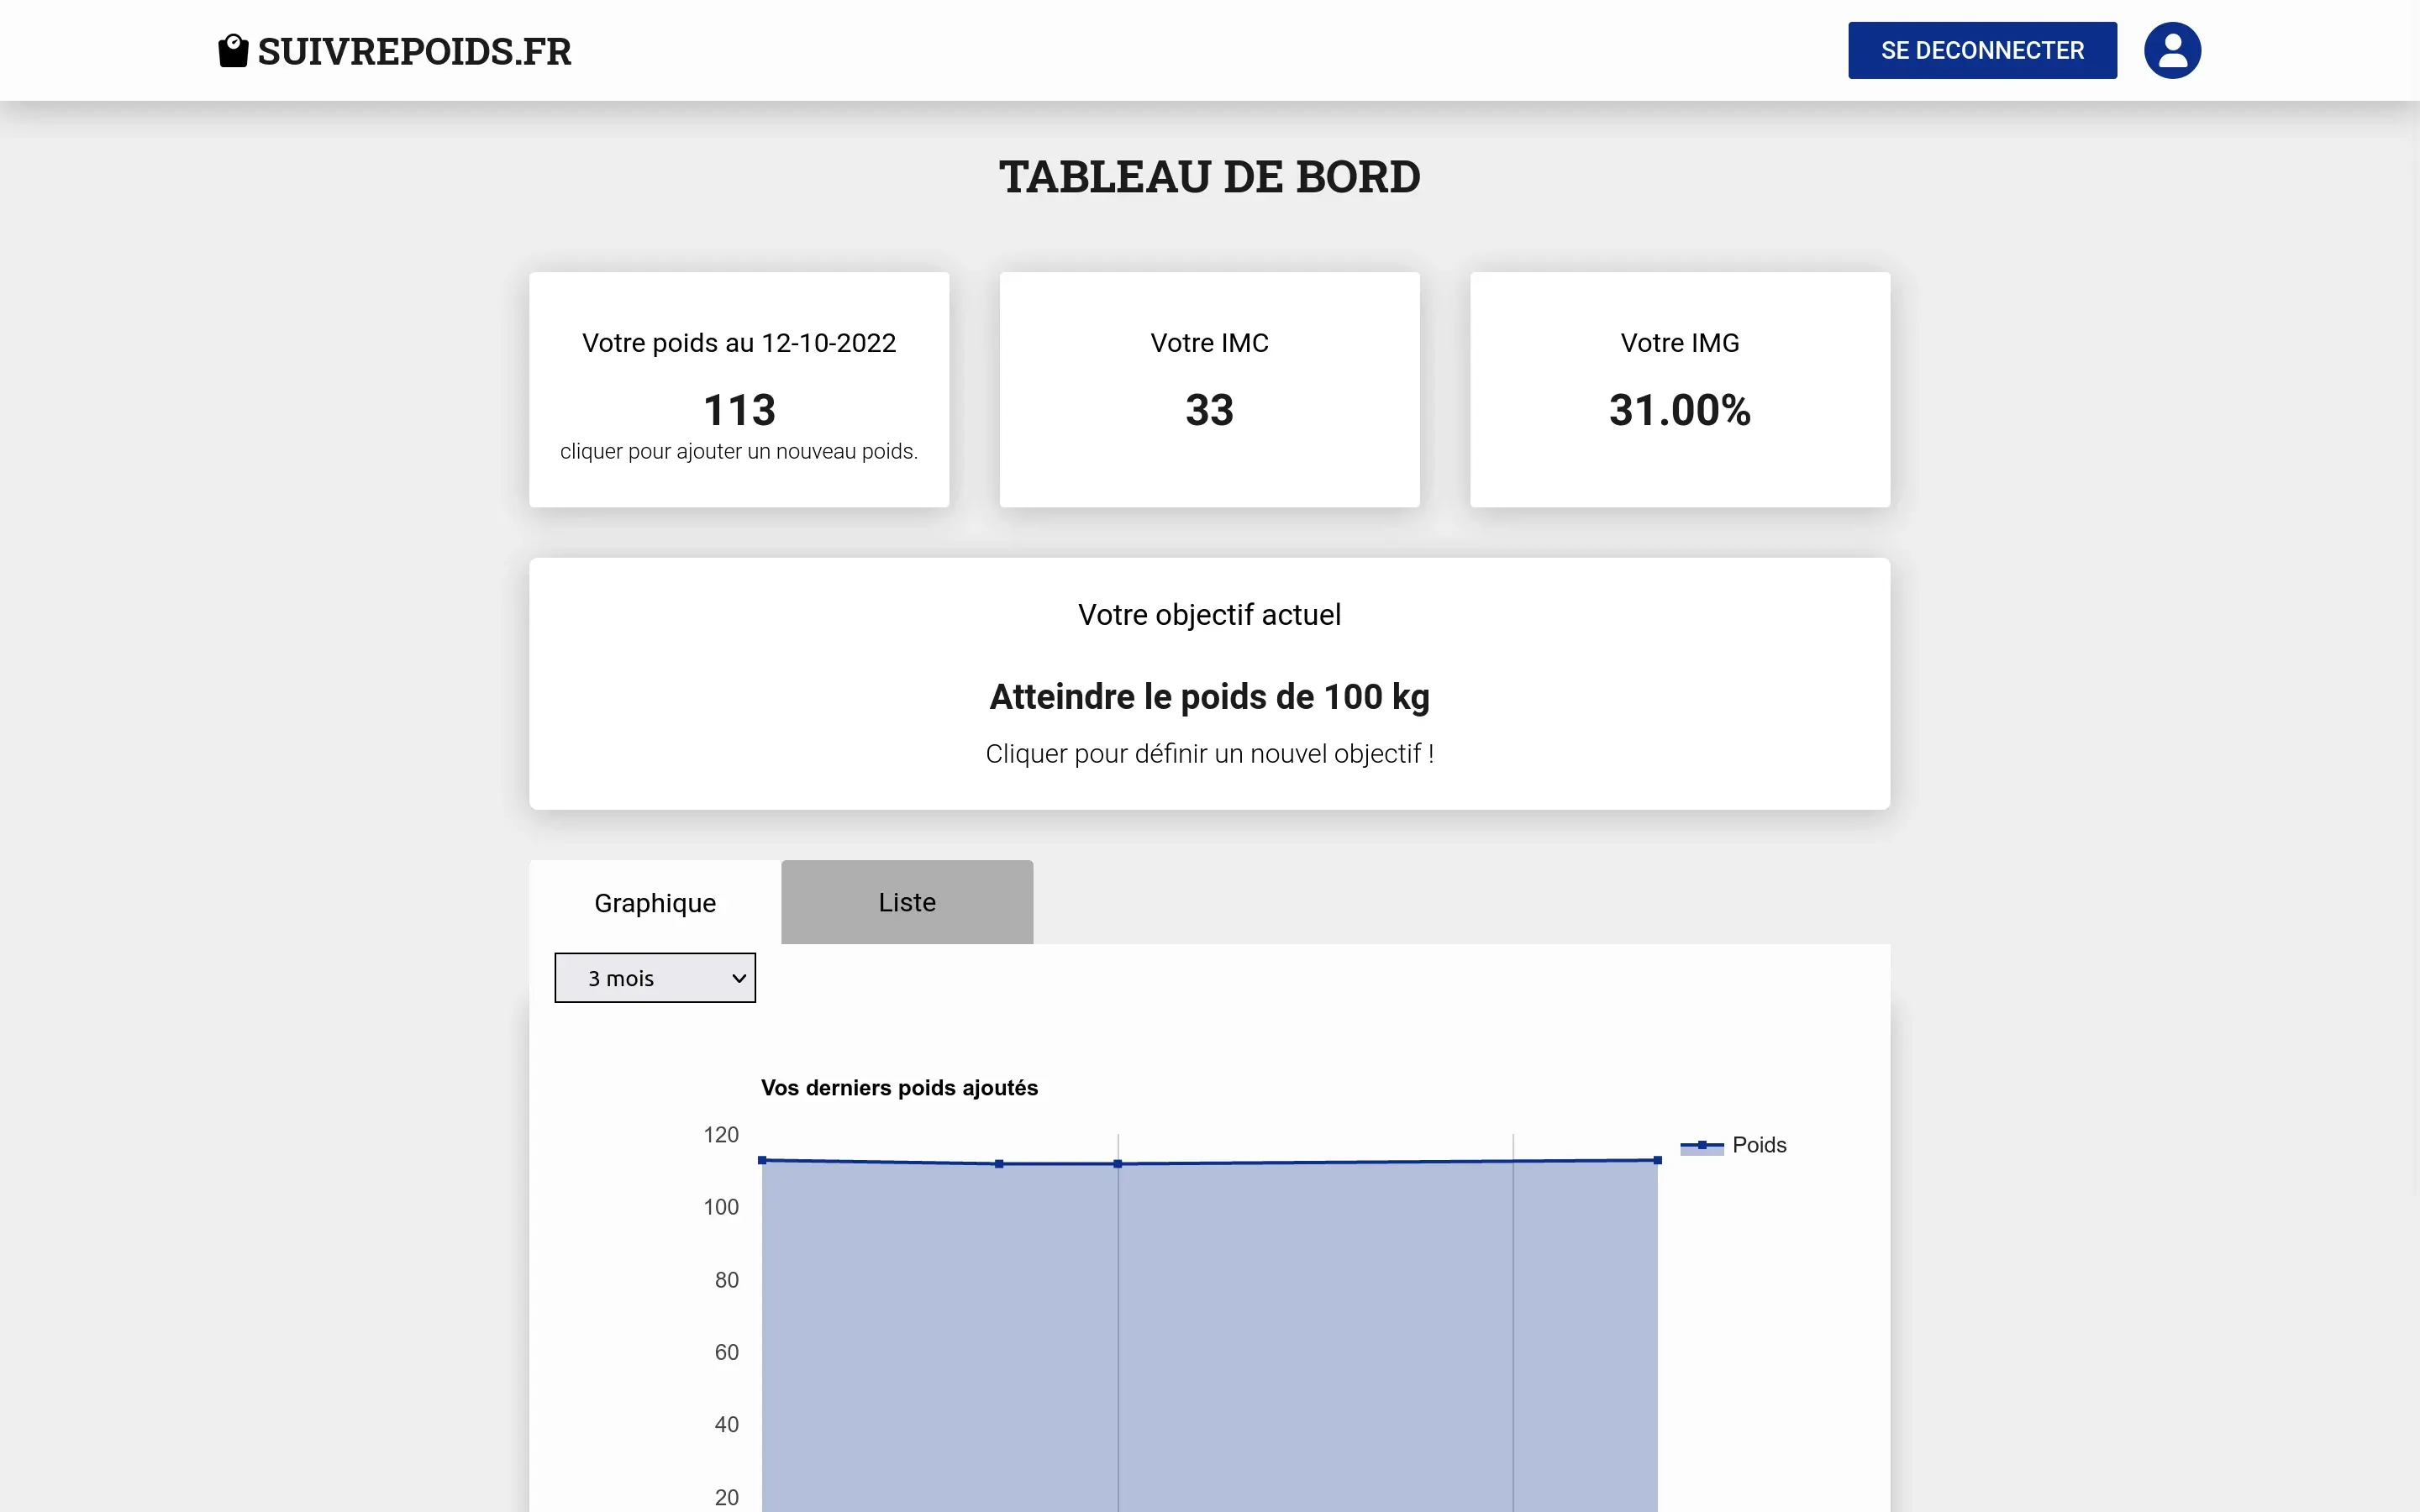 SUIVREPOIDS.FR
SE DECONNECTER
TABLEAU DE BORD
Votre poids au 12-10-2022
113
cliquer pour ajouter un nouveau poids.
Votre IMC
33
Votre IMG
31.00%
Votre objectif actuel
Atteindre le poids de 100 kg
Cliquer pour définir un nouvel objectif !
Graphique
Liste
3 mois
Vos derniers poids ajoutés
120
Poids
100
80
60
40
20